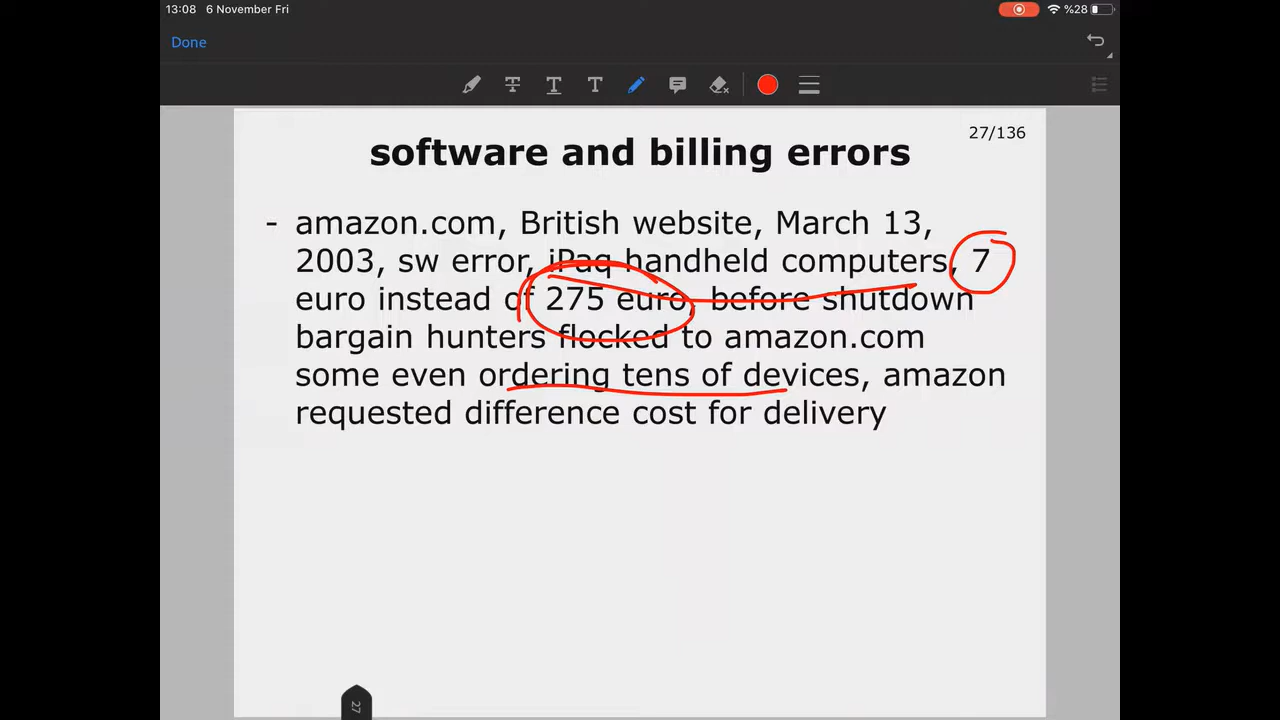 13:08 6 November Fri %28
Done
27/136
software and billing errors
- amazon.com, British website, March 13,
2003, sw error, iPaq handheld computers, 7
euro instead of 275 euro, before shutdown
bargain hunters flocked to amazon.com
some even ordering tens of devices, amazon
requested difference cost for delivery
27